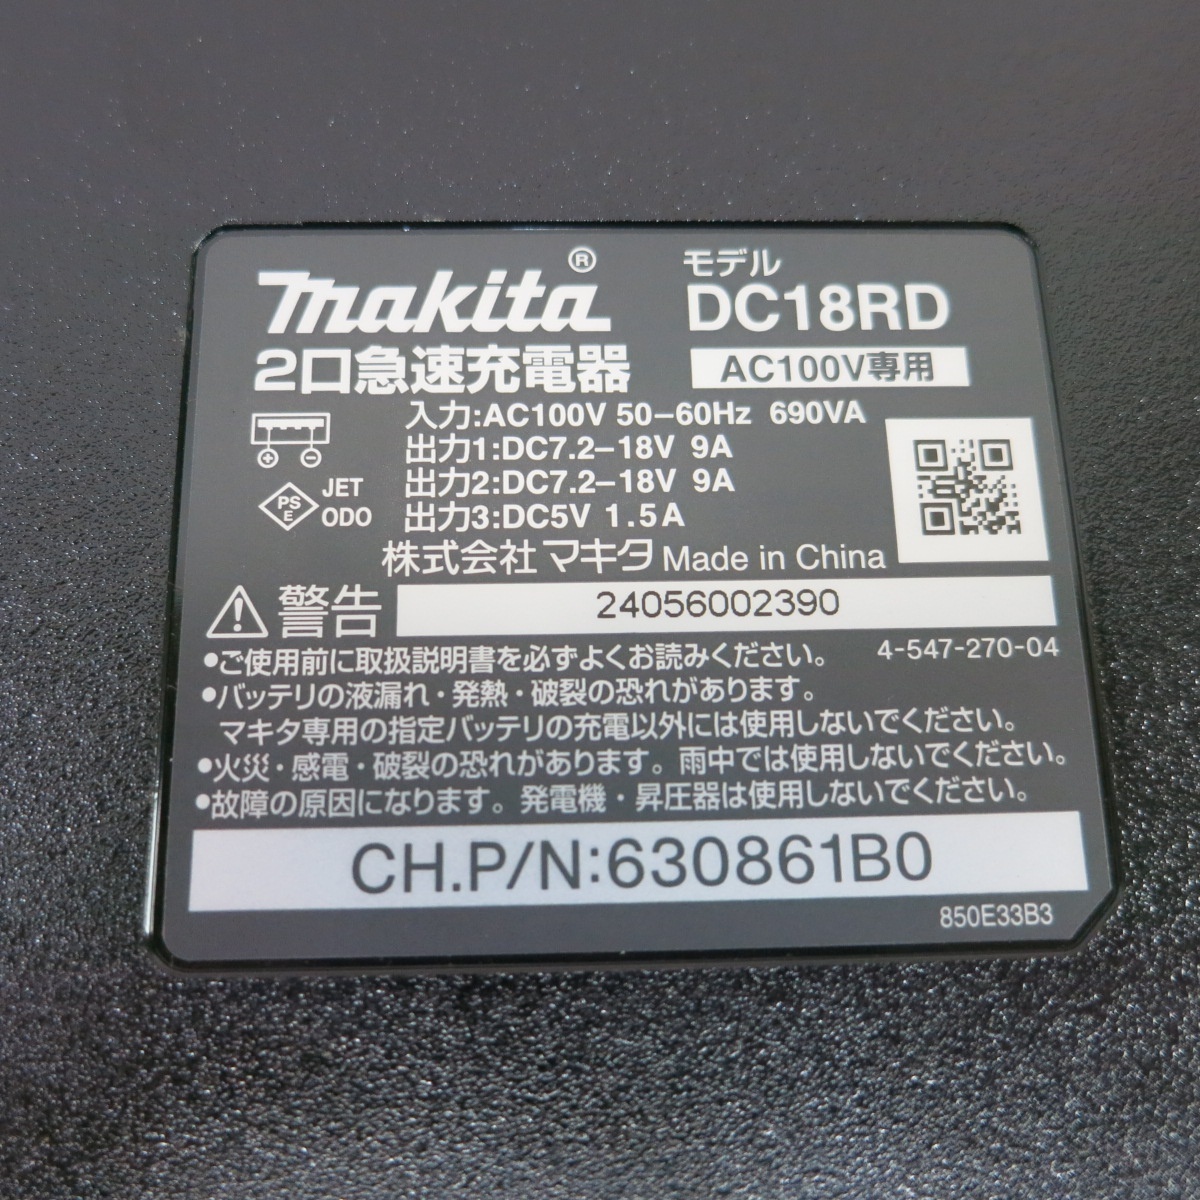 makita®
モデル
DC18RD
2口急速充電器
AC100V専用
入力:AC100V 50-60Hz 690VA
出力1:DC7.2-18V 9A
出力2:DC7.2-18V 9A
出力3:DC5V 1.5A
PS
E
JET
ODO
株式会社 マキタ Made in China
警告
24056002390
4-547-270-04
●ご使用前に取扱説明書を必ずよくお読みください。
●バッテリの液漏れ・発熱・破裂の恐れがあります。
マキタ専用の指定バッテリの充電以外には使用しないでください。
●火災・感電・破裂の恐れがあります。雨中では使用しないでください。
●故障の原因になります。発電機・昇圧器は使用しないでください。
CH.P/N:630861B0
850E33B3